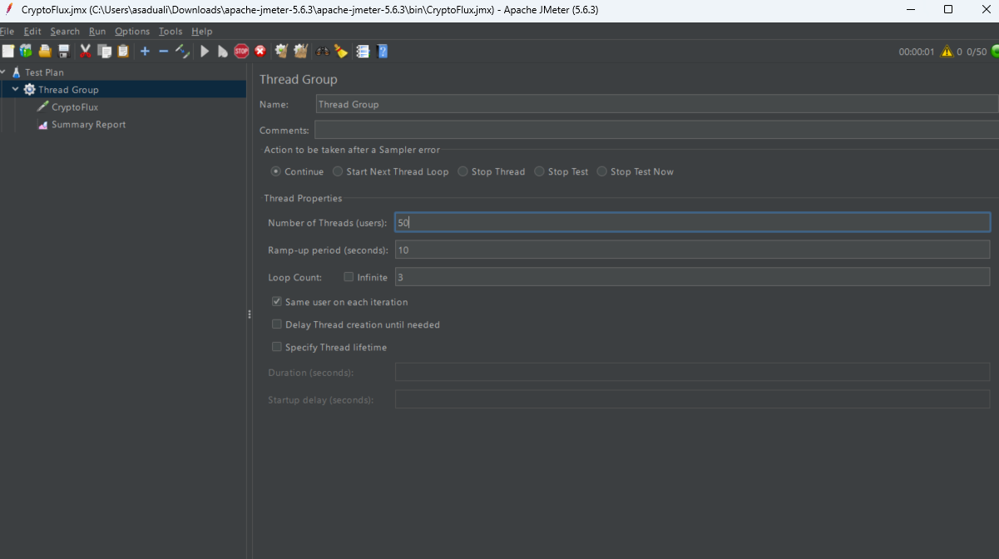 CryptoFlux.jmx (C:\Users\asaduali\Downloads\apache-jmeter-5.6.3\apache-jmeter-5.6.3\bin\CryptoFlux.jmx) - Apache JMeter (5.6.3)
File Edit Search Run Options Tools Help
STOP 00:00:01 0 0/50
Test Plan
Thread Group
CryptoFlux
Summary Report
Thread Group
Name: Thread Group
Comments:
Action to be taken after a Sampler error
Continue Start Next Thread Loop Stop Thread Stop Test Stop Test Now
Thread Properties
Number of Threads (users): 50
Ramp-up period (seconds): 10
Loop Count: Infinite 3
Same user on each iteration
Delay Thread creation until needed
Specify Thread lifetime
Duration (seconds):
Startup delay (seconds):